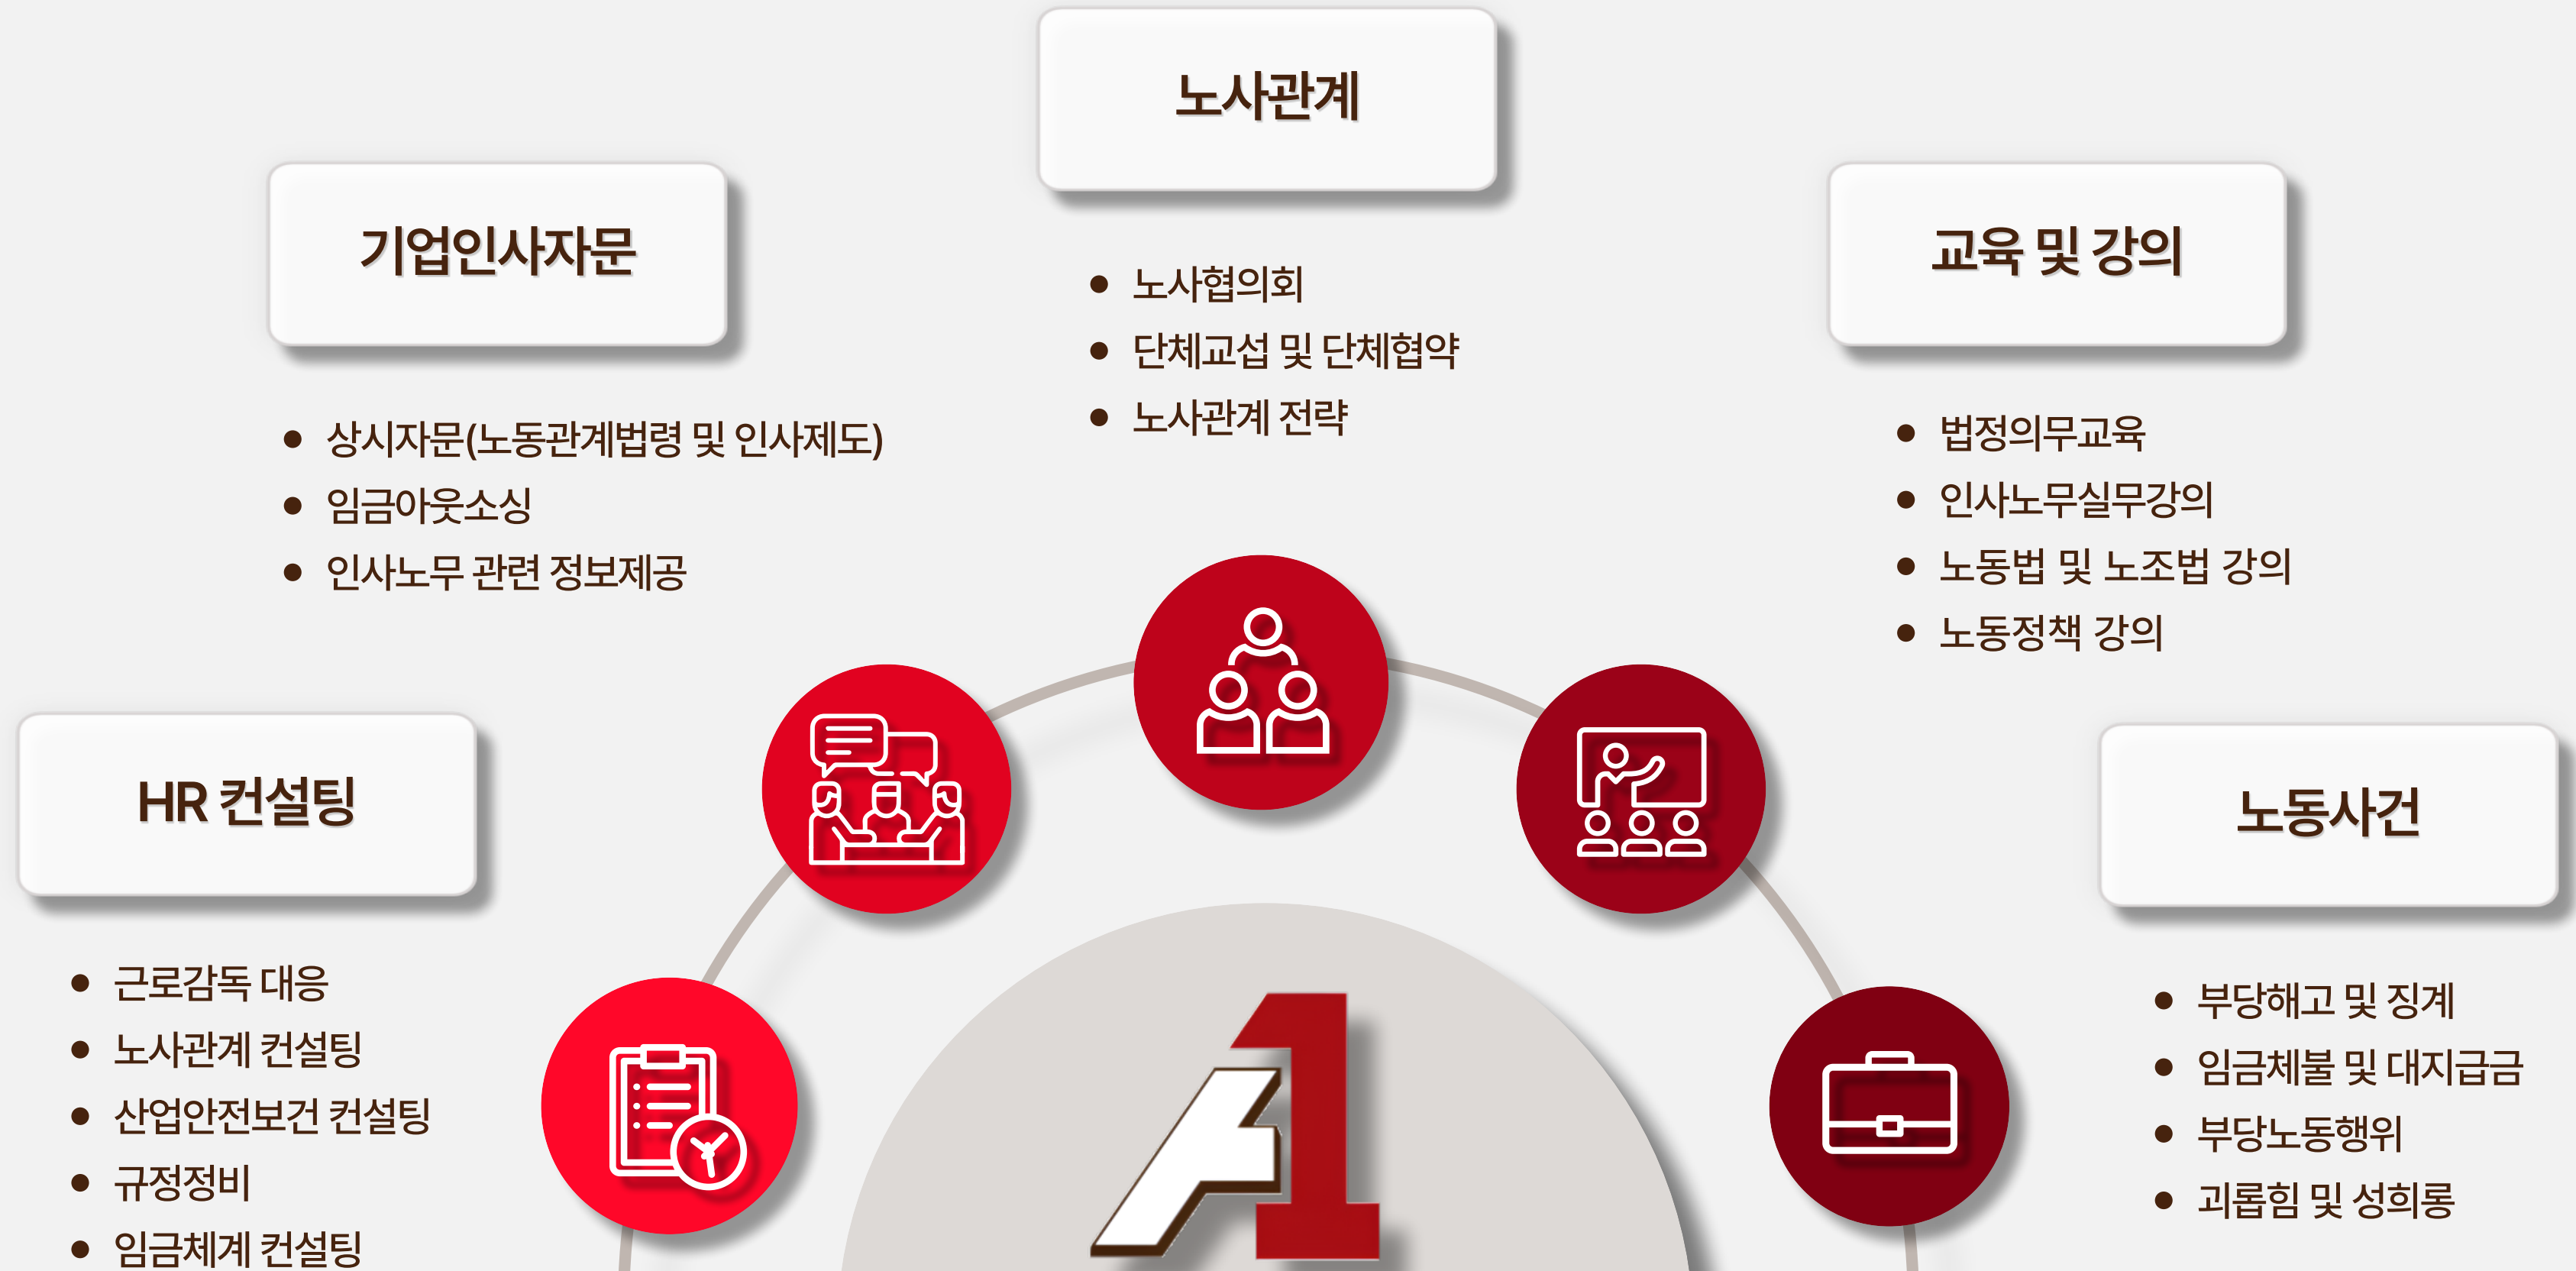 노사관계
노사협의회
단체교섭 및 단체협약
노사관계 전략
기업인사자문
상시자문(노동관계법령 및 인사제도)
임금아웃소싱
인사노무 관련 정보제공
교육 및 강의
법정의무교육
인사노무실무강의
노동법 및 노조법 강의
노동정책 강의
HR 컨설팅
근로감독 대응
노사관계 컨설팅
산업안전보건 컨설팅
규정정비
임금체계 컨설팅
노동사건
부당해고 및 징계
임금체불 및 대지급금
부당노동행위
괴롭힘 및 성희롱
A1